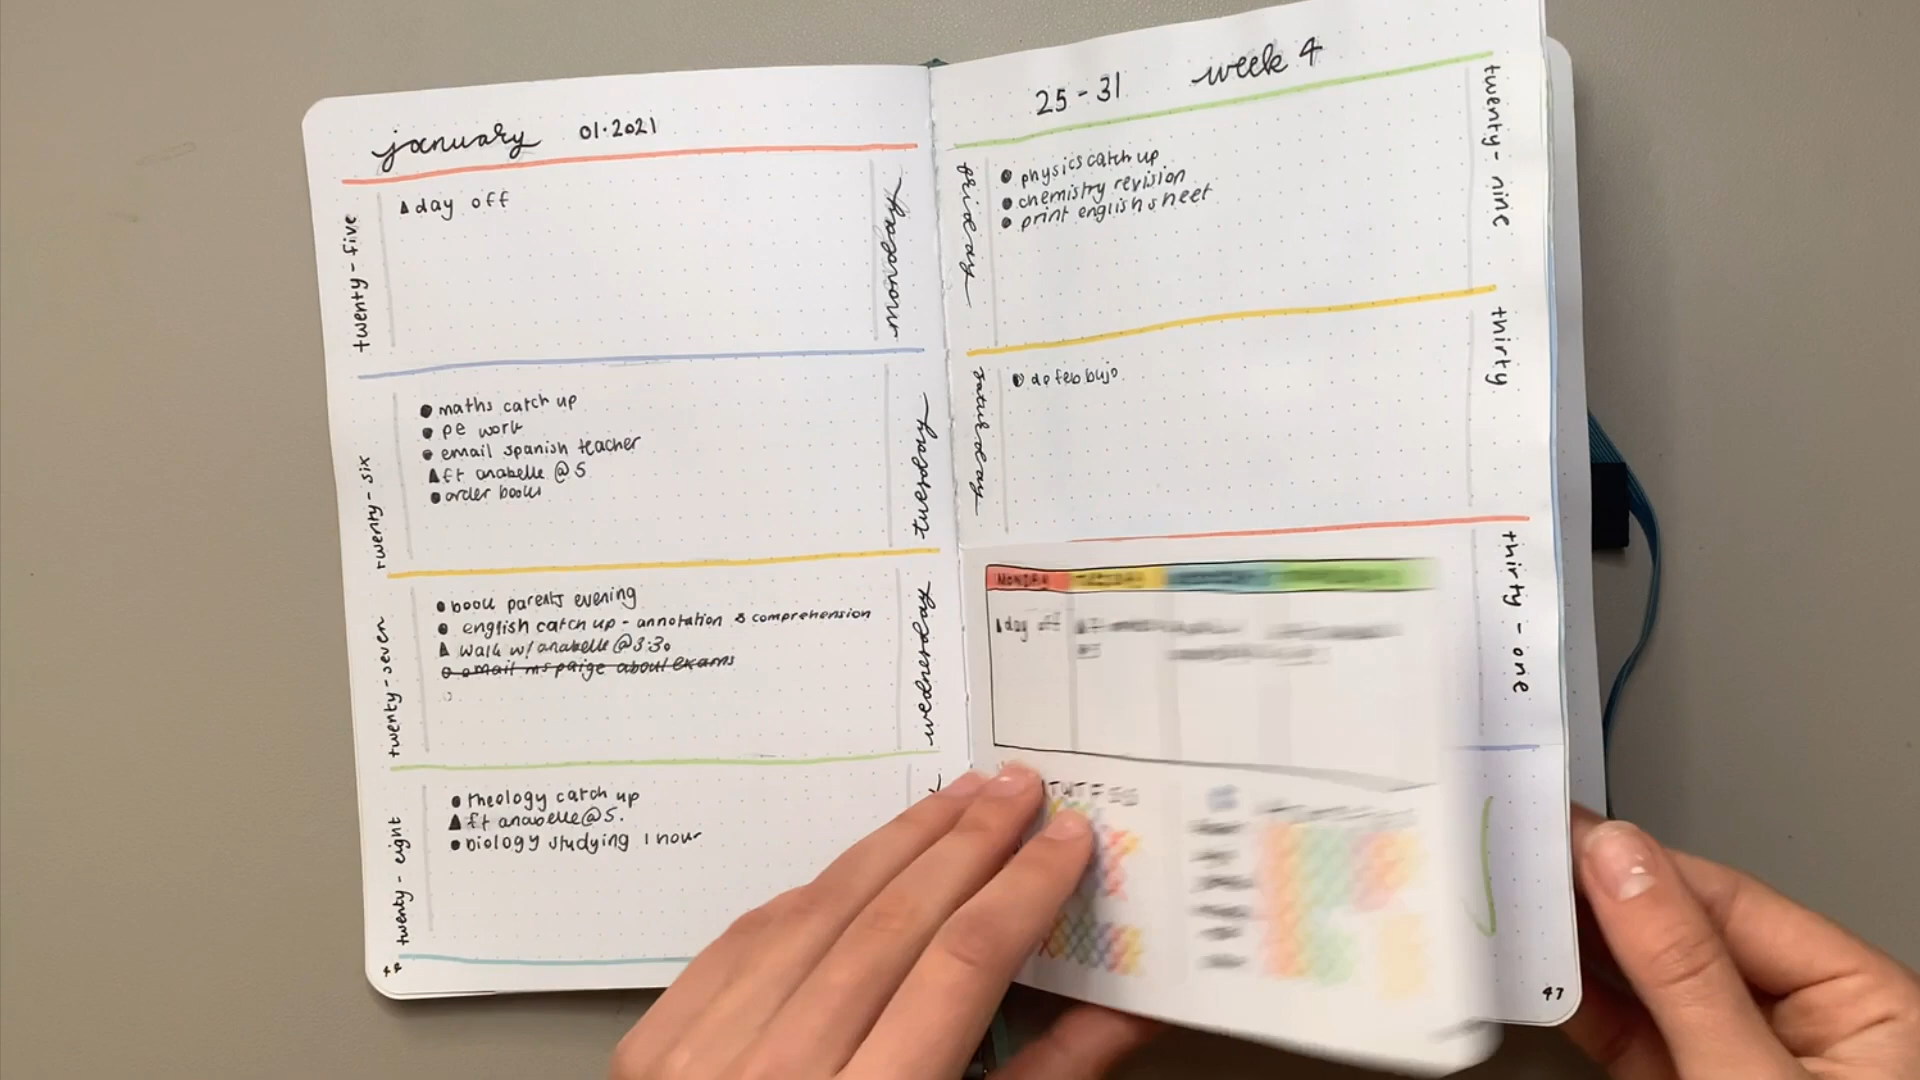 january 01.2021
twenty-five
day off
monday
twenty-six
maths catch up
pe work
email spanish teacher
ft anabelle @ 5
order books
tuesday
twenty-seven
book parents evening
english catch up - annotation & comprehension
walk w/ anabelle @ 3:30
email ms paige about exams
wednesday
twenty-eight
theology catch up
ft anabelle @ 5.
biology studying 1 hour
25-31 week 4
friday
physics catch up
chemistry revision
print english sheet
twenty-nine
saturday
do feb bujo
thirty
thirty-one
MONDAY TUESDAY
day off
47